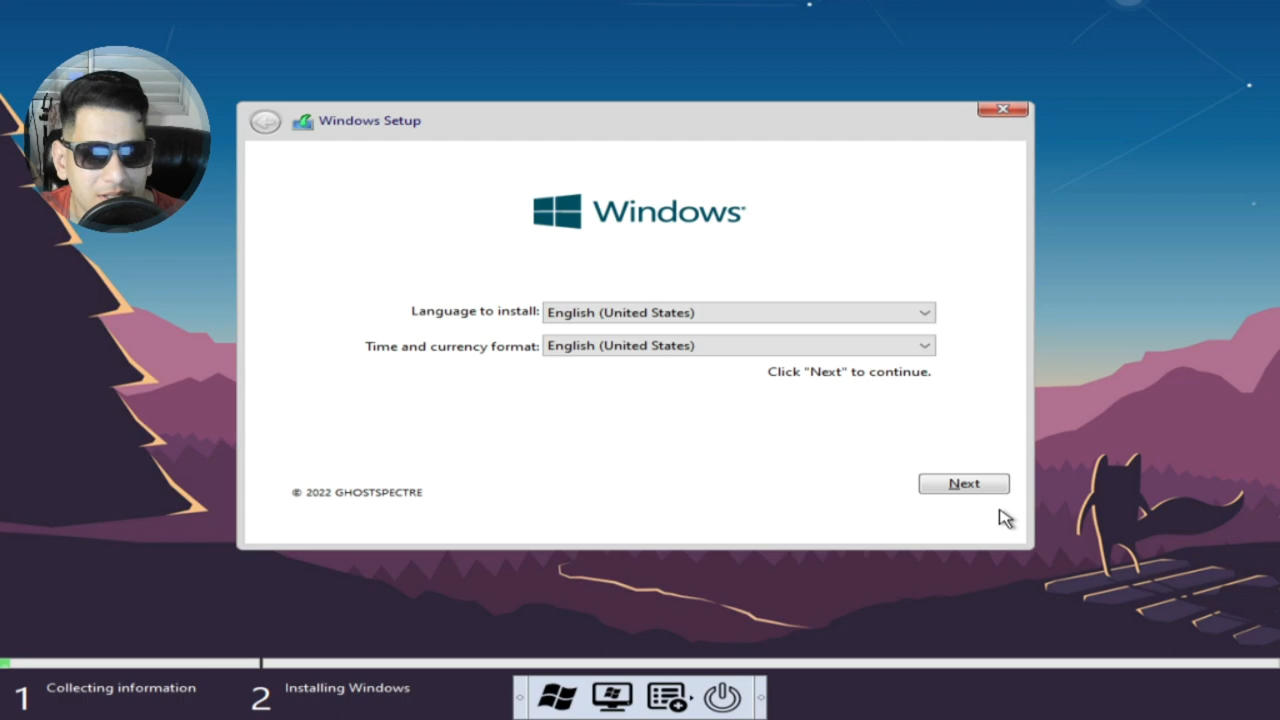 Windows Setup
Windows
Language to install: English (United States)
Time and currency format: English (United States)
Click "Next" to continue.
Next
© 2022 GHOSTSPECTRE
1 Collecting information
2 Installing Windows